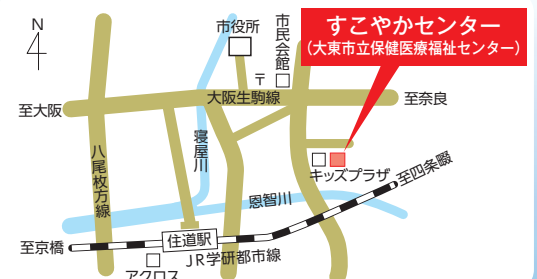 N
4
市役所
市民会館
〒
すこやかセンター
(大東市立保健医療福祉センター)
大阪生駒線
至大阪
至奈良
八尾枚方線
寝屋川
キッズプラザ
至四条畷
恩智川
至京橋
住道駅
JR学研都市線
アクロス